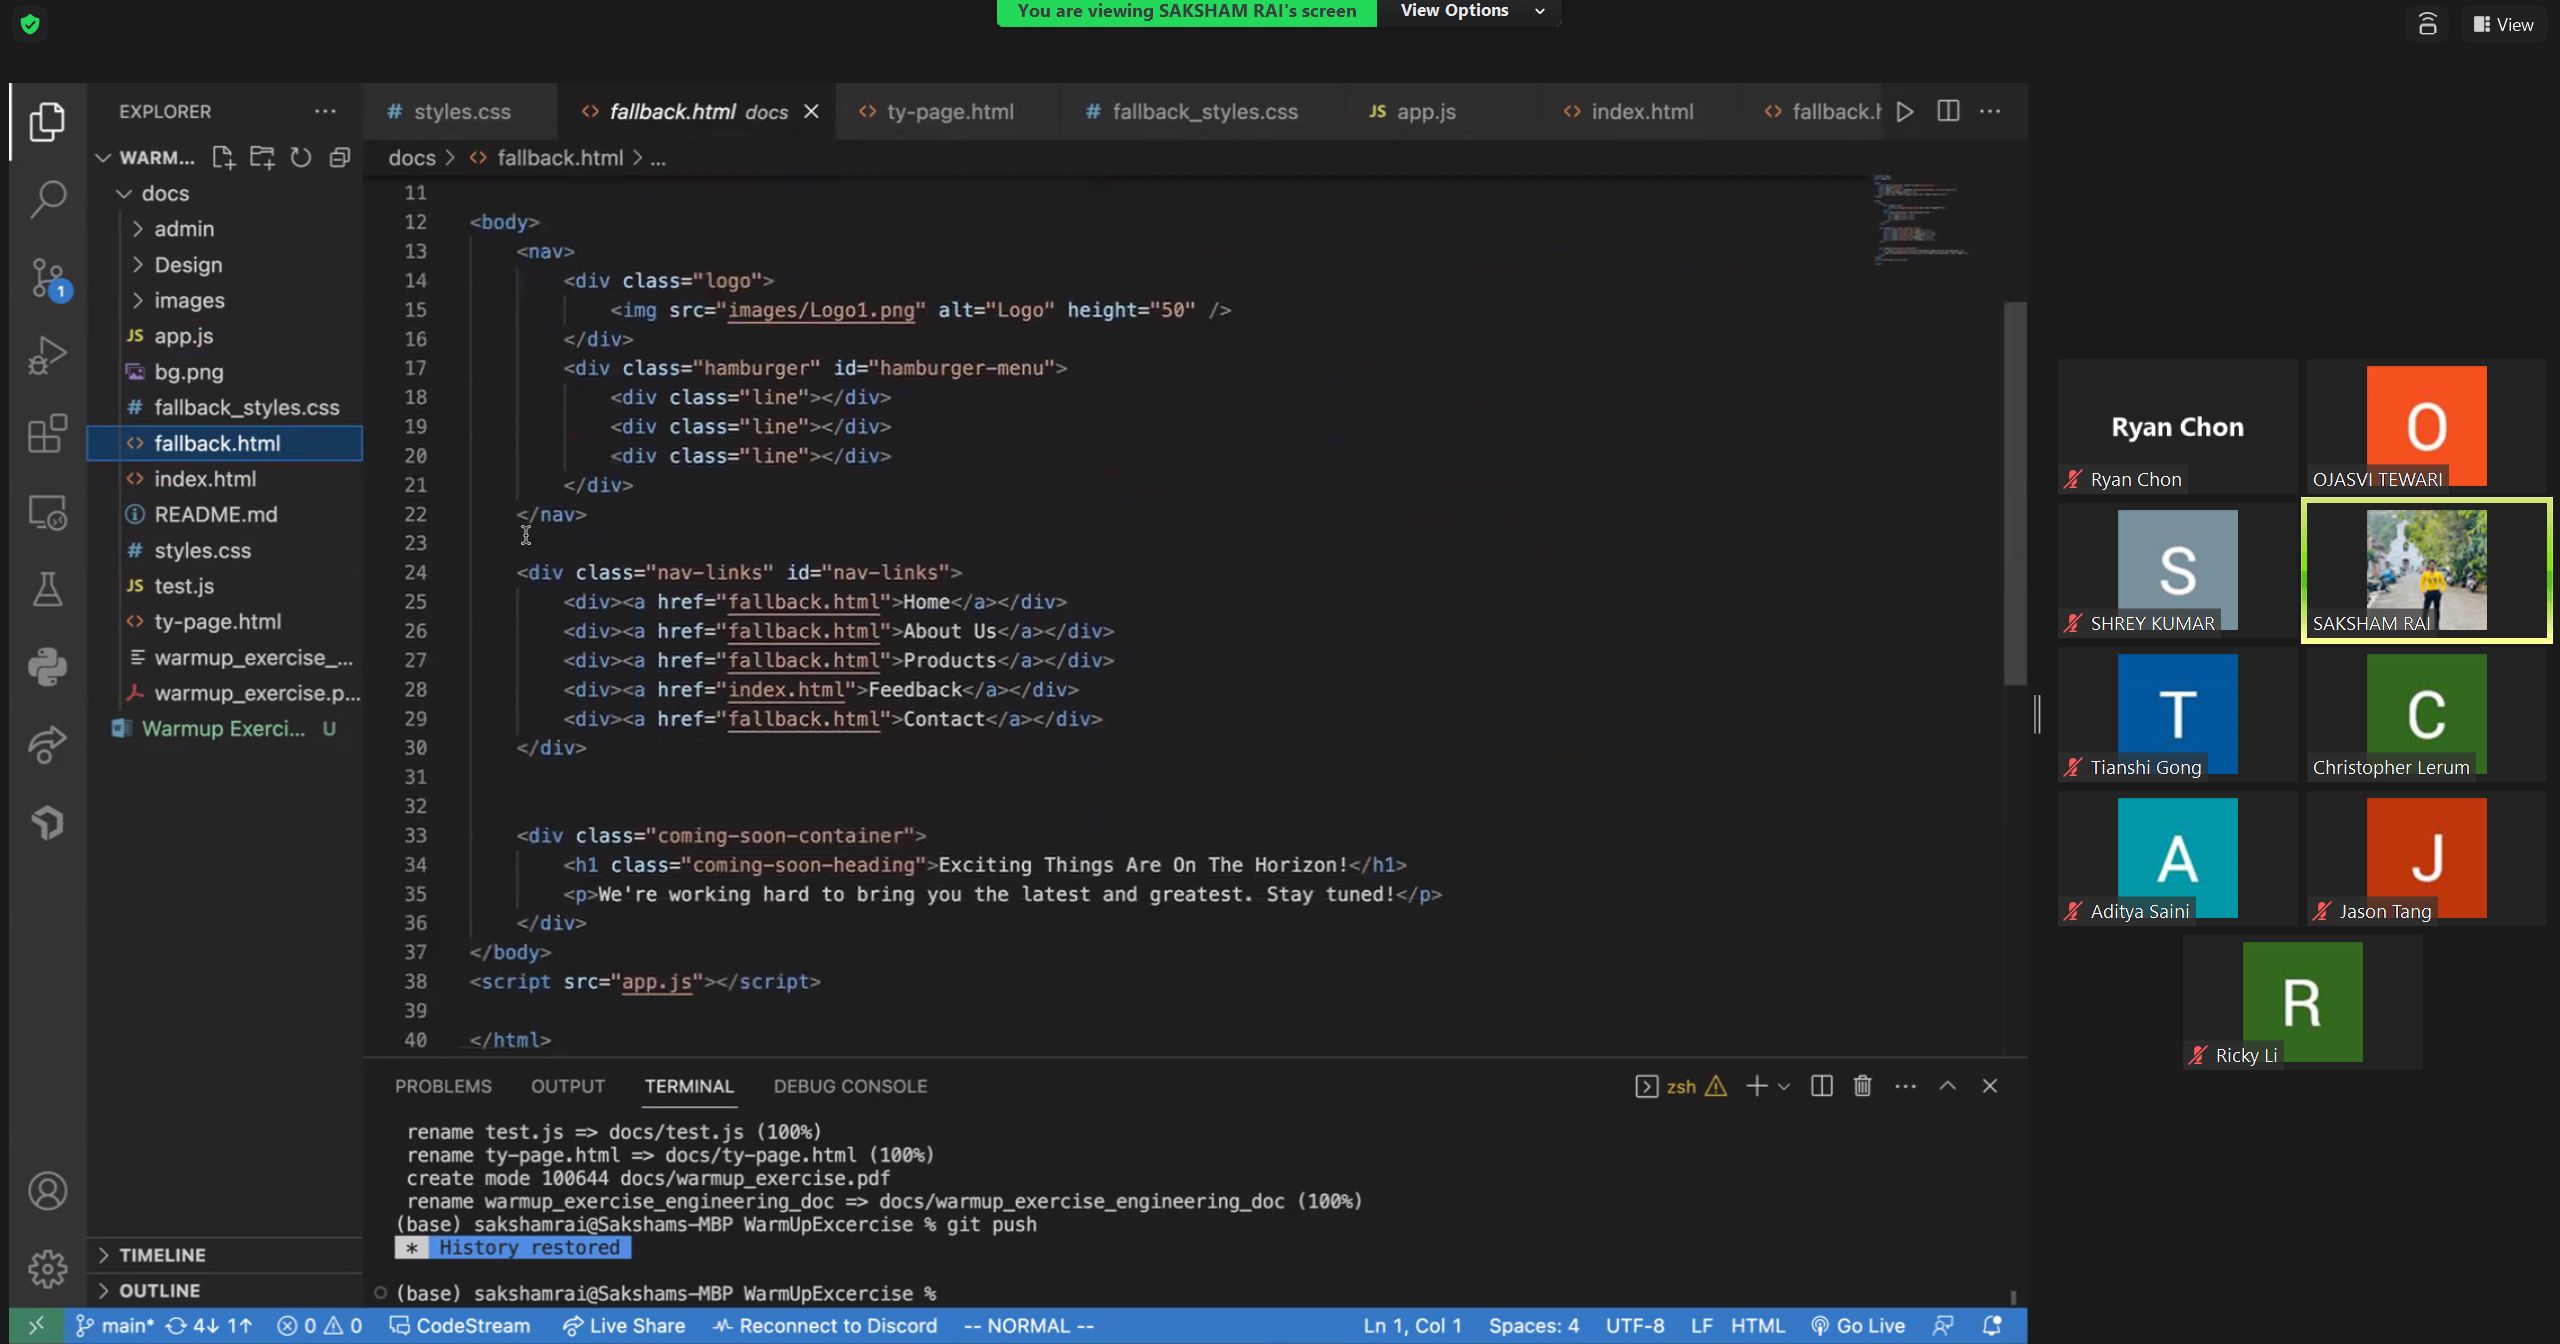 You are viewing SAKSHAM RAI's screen
View Options
View
EXPLORER
WARM...
docs
admin
Design
images
JS app.js
bg.png
# fallback_styles.css
<> fallback.html
<> index.html
README.md
# styles.css
JS test.js
<> ty-page.html
warmup_exercise_...
warmup_exercise.p...
Warmup Exerci... U
TIMELINE
OUTLINE
1
# styles.css
<> fallback.html docs
<> ty-page.html
# fallback_styles.css
JS app.js
<> index.html
<> fallback.h
docs > <> fallback.html > ...
11
12 <body>
13 <nav>
14 <div class="logo">
15 <img src="images/Logo1.png" alt="Logo" height="50" />
16 </div>
17 <div class="hamburger" id="hamburger-menu">
18 <div class="line"></div>
19 <div class="line"></div>
20 <div class="line"></div>
21 </div>
22 </nav>
23
24 <div class="nav-links" id="nav-links">
25 <div><a href="fallback.html">Home</a></div>
26 <div><a href="fallback.html">About Us</a></div>
27 <div><a href="fallback.html">Products</a></div>
28 <div><a href="index.html">Feedback</a></div>
29 <div><a href="fallback.html">Contact</a></div>
30 </div>
31
32
33 <div class="coming-soon-container">
34 <h1 class="coming-soon-heading">Exciting Things Are On The Horizon!</h1>
35 <p>We're working hard to bring you the latest and greatest. Stay tuned!</p>
36 </div>
37 </body>
38 <script src="app.js"></script>
39
40 </html>
PROBLEMS OUTPUT TERMINAL DEBUG CONSOLE
zsh
rename test.js => docs/test.js (100%)
rename ty-page.html => docs/ty-page.html (100%)
create mode 100644 docs/warmup_exercise.pdf
rename warmup_exercise_engineering_doc => docs/warmup_exercise_engineering_doc (100%)
(base) sakshamrai@Sakshams-MBP WarmUpExcercise % git push
* History restored
(base) sakshamrai@Sakshams-MBP WarmUpExcercise %
main* 4↓ 1↑ 0 0 CodeStream Live Share Reconnect to Discord -- NORMAL --
Ln 1, Col 1 Spaces: 4 UTF-8 LF HTML Go Live
Ryan Chon
Ryan Chon
O
OJASVI TEWARI
S
SHREY KUMAR
SAKSHAM RAI
T
Tianshi Gong
C
Christopher Lerum
A
Aditya Saini
J
Jason Tang
R
Ricky Li